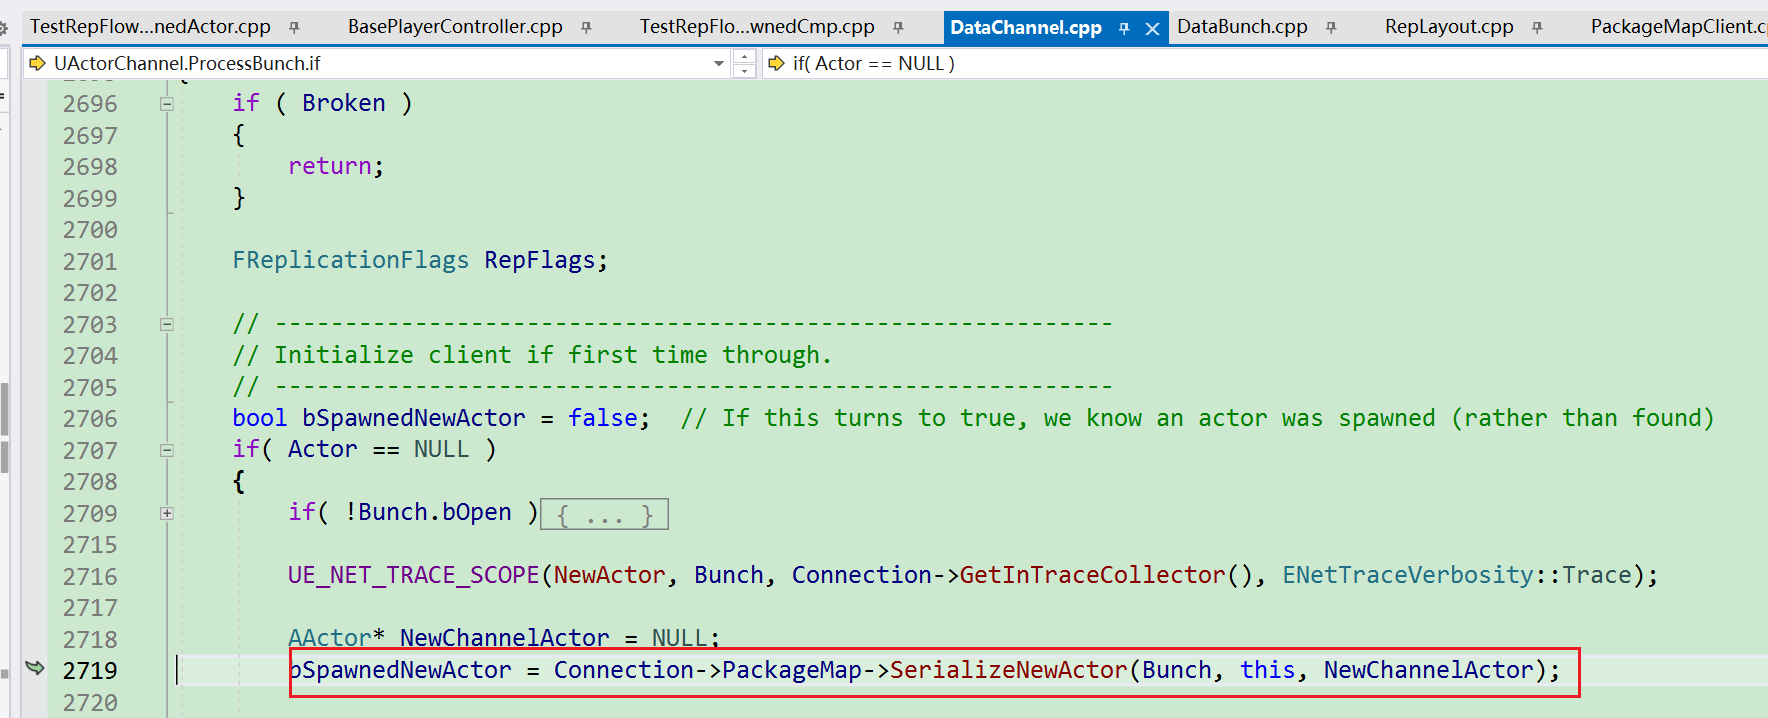 TestRepFlow...nedActor.cpp BasePlayerController.cpp TestRepFlo...wnedCmp.cpp DataChannel.cpp DataBunch.cpp RepLayout.cpp PackageMapClient.c
UActorChannel.ProcessBunch.if if( Actor == NULL )
2696 if ( Broken )
2697 {
2698 return;
2699 }
2700
2701 FReplicationFlags RepFlags;
2702
2703 // ------------------------------------------------------------
2704 // Initialize client if first time through.
2705 // ------------------------------------------------------------
2706 bool bSpawnedNewActor = false; // If this turns to true, we know an actor was spawned (rather than found)
2707 if( Actor == NULL )
2708 {
2709 if( !Bunch.bOpen ) { ... }
2715
2716 UE_NET_TRACE_SCOPE(NewActor, Bunch, Connection->GetInTraceCollector(), ENetTraceVerbosity::Trace);
2717
2718 AActor* NewChannelActor = NULL;
2719 bSpawnedNewActor = Connection->PackageMap->SerializeNewActor(Bunch, this, NewChannelActor);
2720